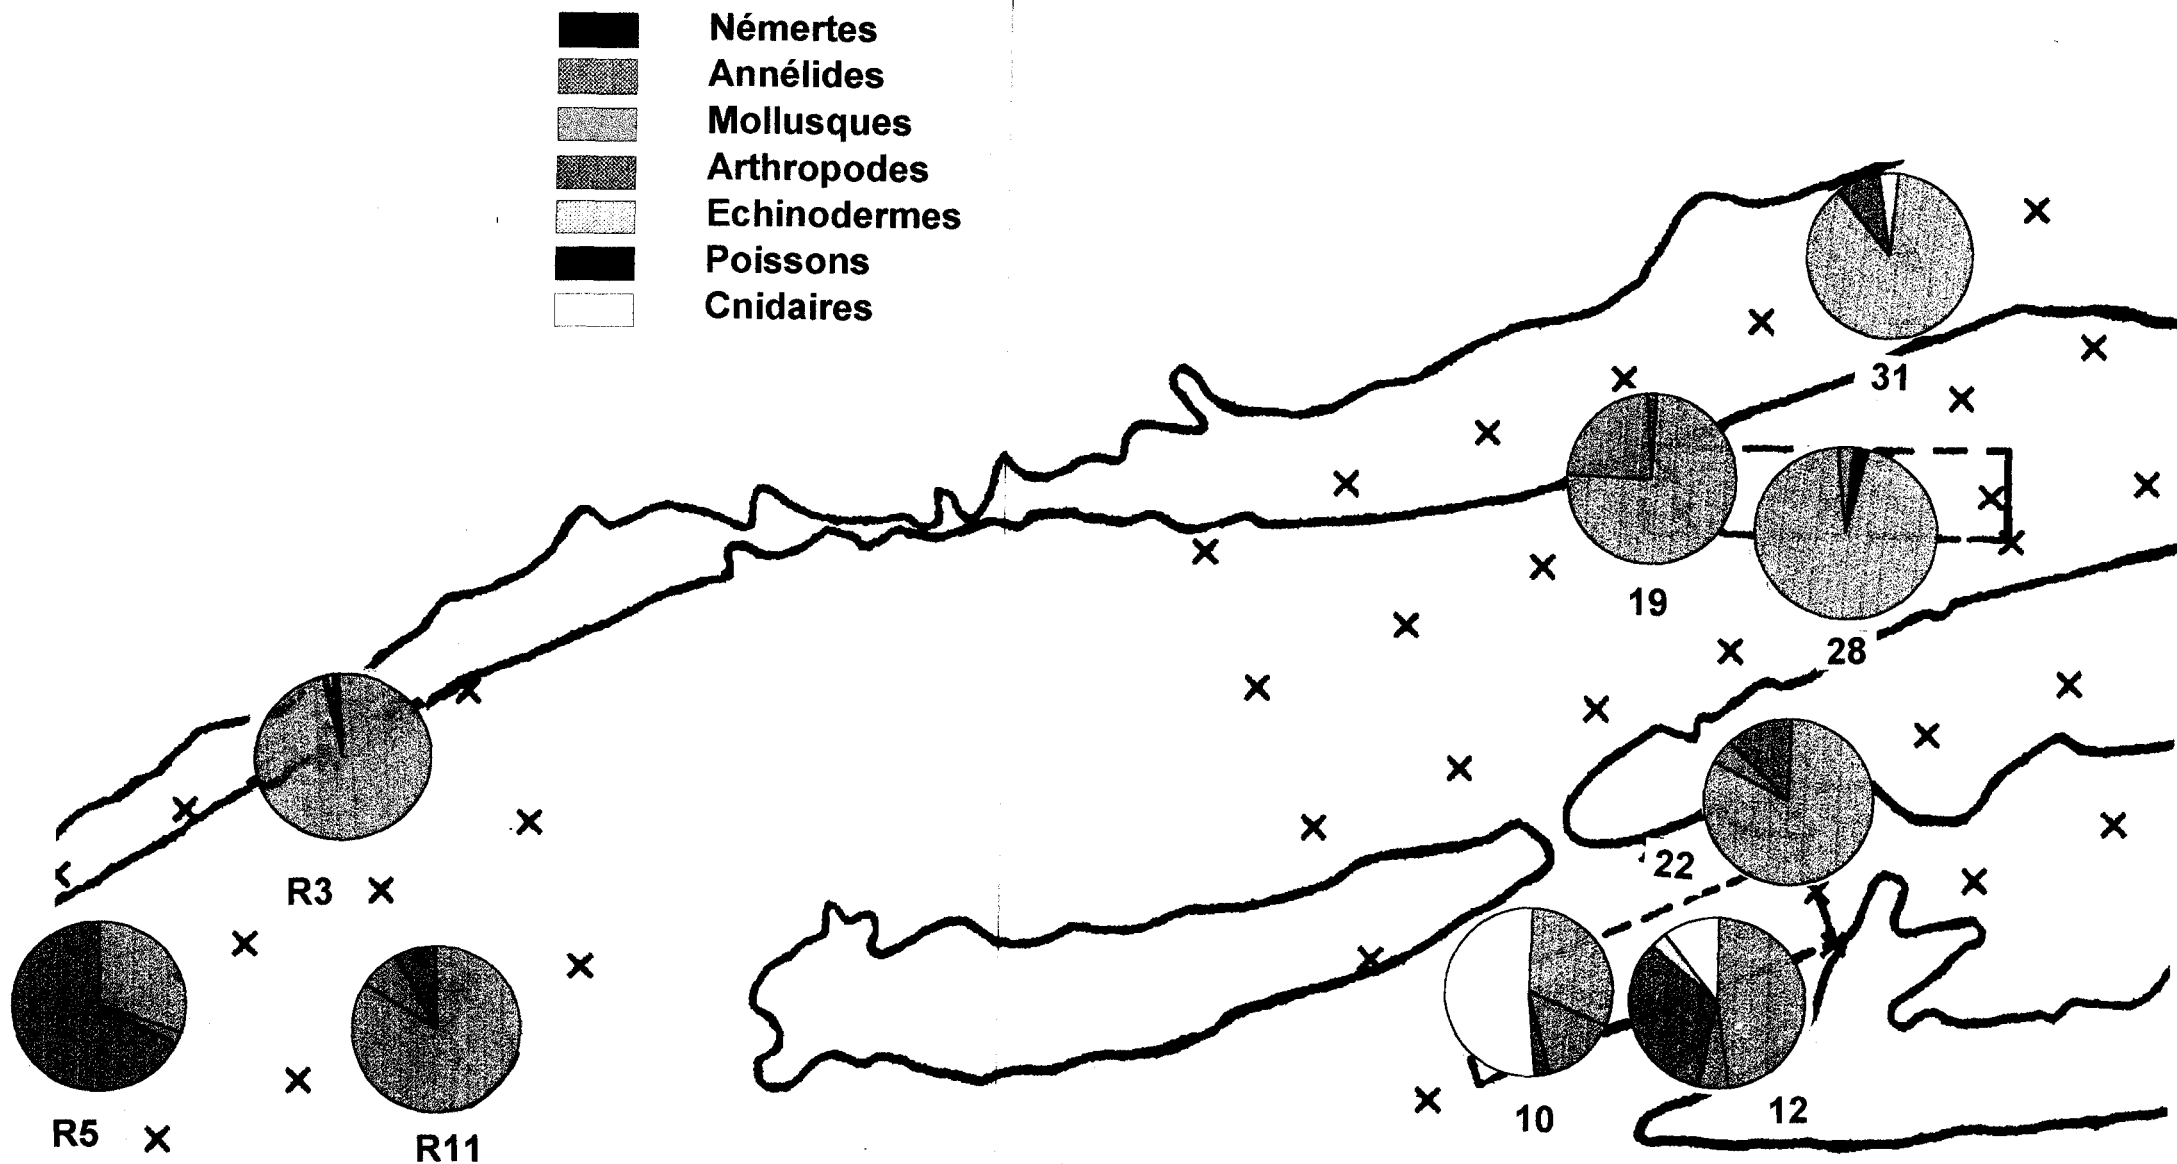 Némertes
Annélides
Mollusques
Arthropodes
Echinodermes
Poissons
Cnidaires
31
19
28
22
R3
R5
R11
10
12